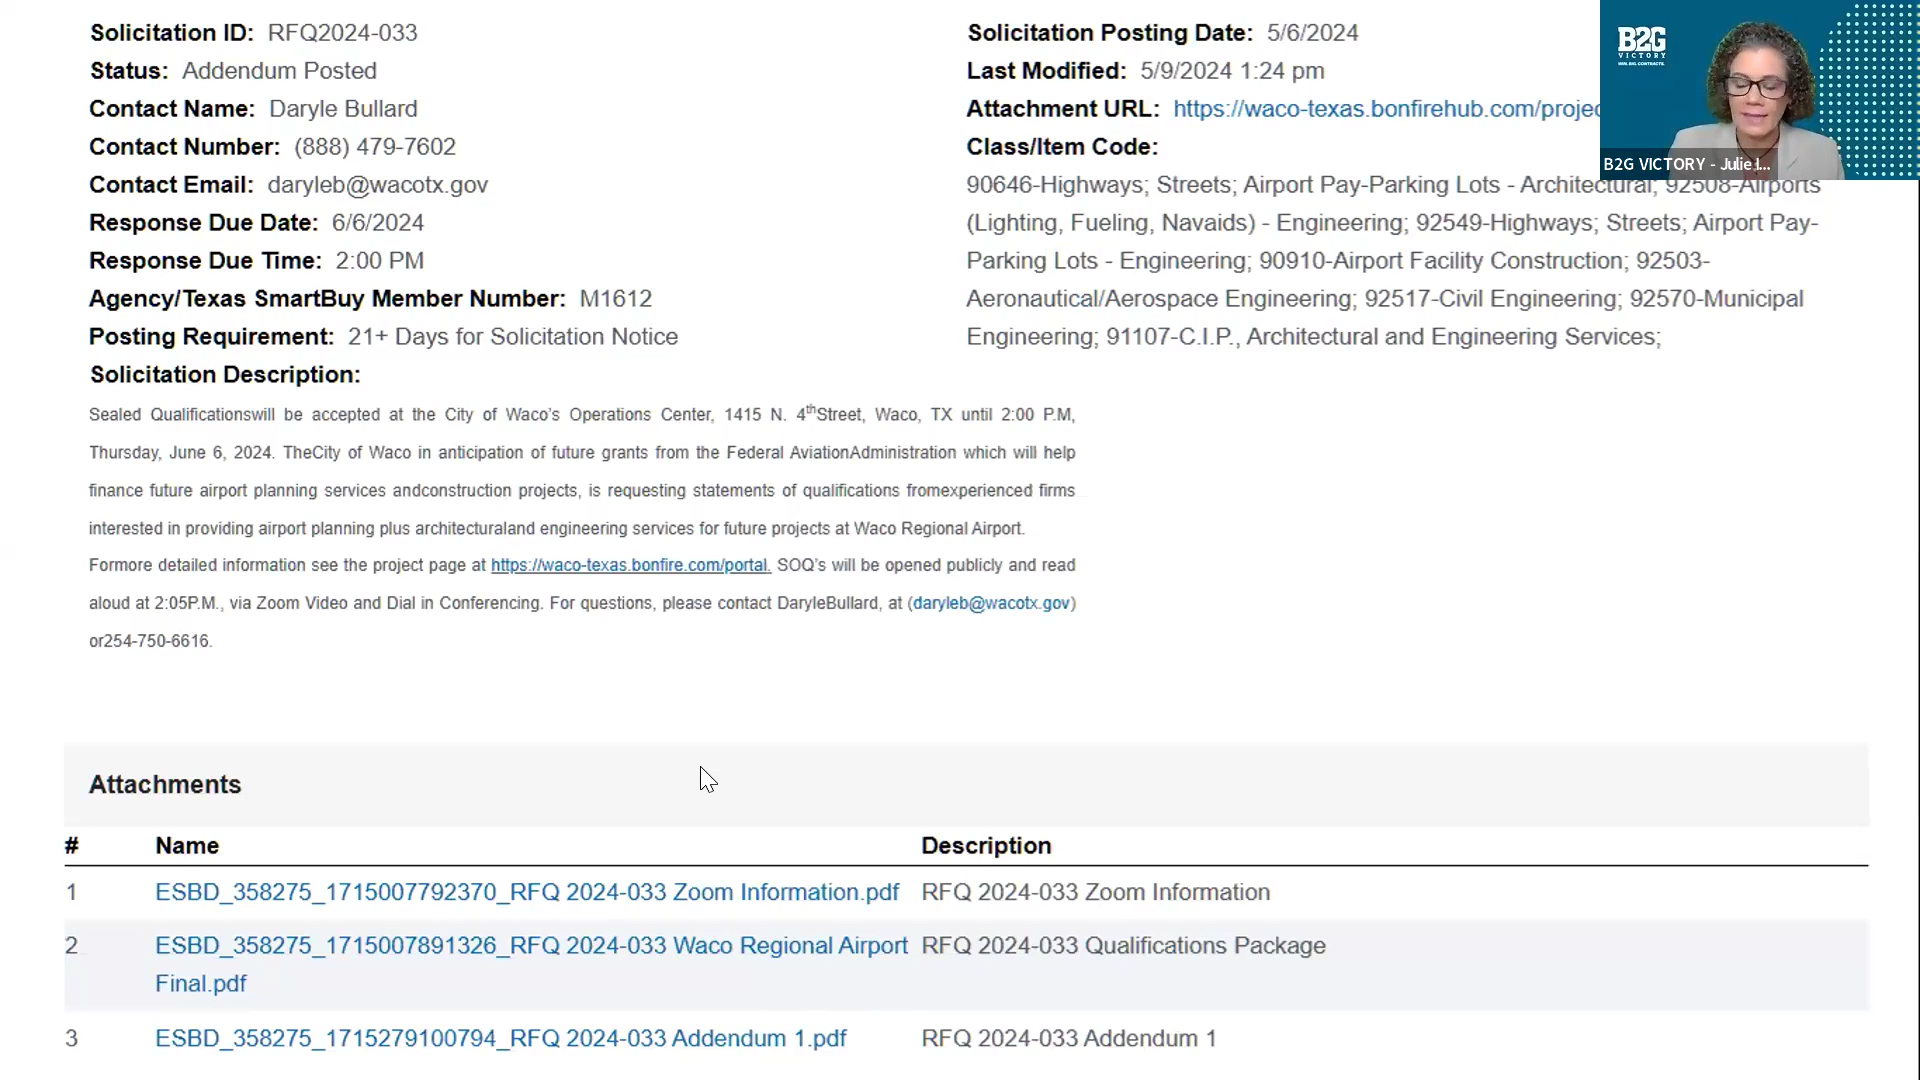 Solicitation ID: RFQ2024-033
Status: Addendum Posted
Contact Name: Daryle Bullard
Contact Number: (888) 479-7602
Contact Email: daryleb@wacotx.gov
Response Due Date: 6/6/2024
Response Due Time: 2:00 PM
Agency/Texas SmartBuy Member Number: M1612
Posting Requirement: 21+ Days for Solicitation Notice
Solicitation Description:
Solicitation Posting Date: 5/6/2024
Last Modified: 5/9/2024 1:24 pm
Attachment URL: https://waco-texas.bonfirehub.com/projec
Class/Item Code:
90646-Highways; Streets; Airport Pay-Parking Lots - Architectural; 92508-Airports
(Lighting, Fueling, Navaids) - Engineering; 92549-Highways; Streets; Airport Pay-
Parking Lots - Engineering; 90910-Airport Facility Construction; 92503-
Aeronautical/Aerospace Engineering; 92517-Civil Engineering; 92570-Municipal
Engineering; 91107-C.I.P., Architectural and Engineering Services;
B2G
VICTORY
WIN. BIG. CONTRACTS.
B2G VICTORY - Julie I...
Sealed Qualificationswill be accepted at the City of Waco's Operations Center, 1415 N. 4thStreet, Waco, TX until 2:00 P.M,
Thursday, June 6, 2024. TheCity of Waco in anticipation of future grants from the Federal AviationAdministration which will help
finance future airport planning services andconstruction projects, is requesting statements of qualifications fromexperienced firms
interested in providing airport planning plus architecturaland engineering services for future projects at Waco Regional Airport.
Formore detailed information see the project page at https://waco-texas.bonfire.com/portal. SOQ's will be opened publicly and read
aloud at 2:05P.M., via Zoom Video and Dial in Conferencing. For questions, please contact DaryleBullard, at (daryleb@wacotx.gov)
or254-750-6616.
Attachments
# Name Description
1 ESBD_358275_1715007792370_RFQ 2024-033 Zoom Information.pdf RFQ 2024-033 Zoom Information
2 ESBD_358275_1715007891326_RFQ 2024-033 Waco Regional Airport RFQ 2024-033 Qualifications Package
Final.pdf
3 ESBD_358275_1715279100794_RFQ 2024-033 Addendum 1.pdf RFQ 2024-033 Addendum 1